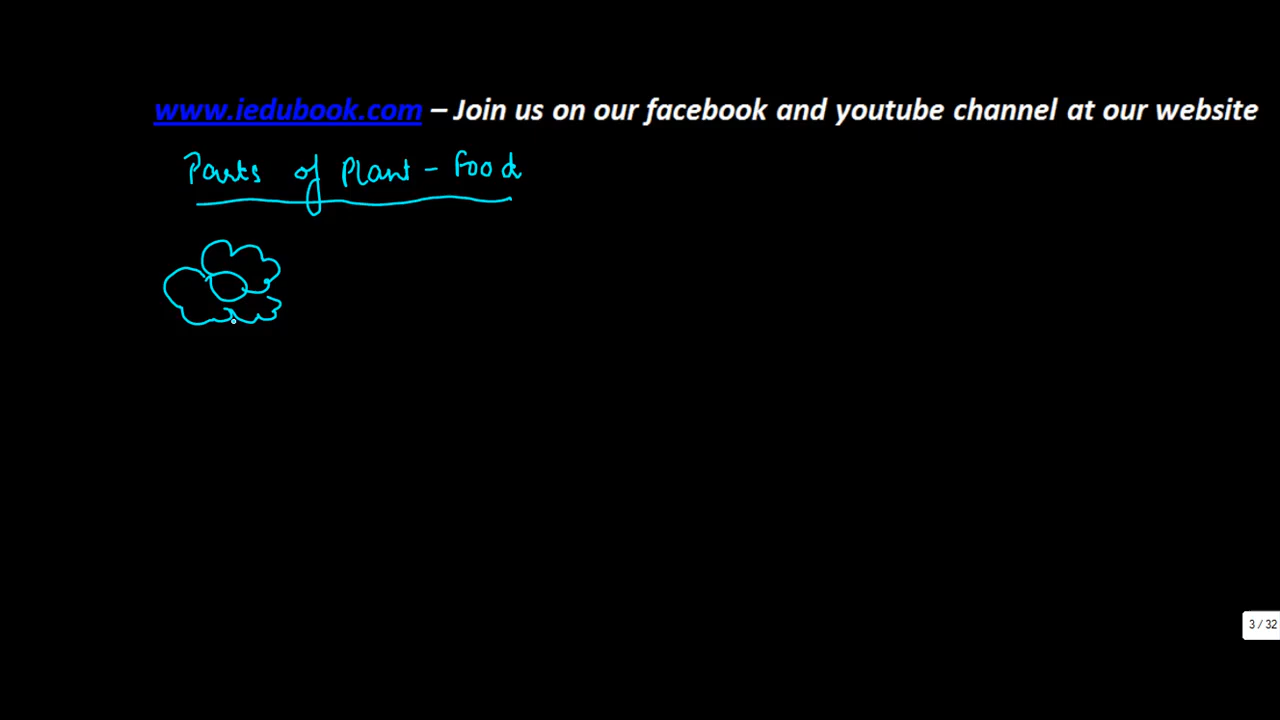 www.iedubook.com – Join us on our facebook and youtube channel at our website
Parts of Plant - Food
3 / 32